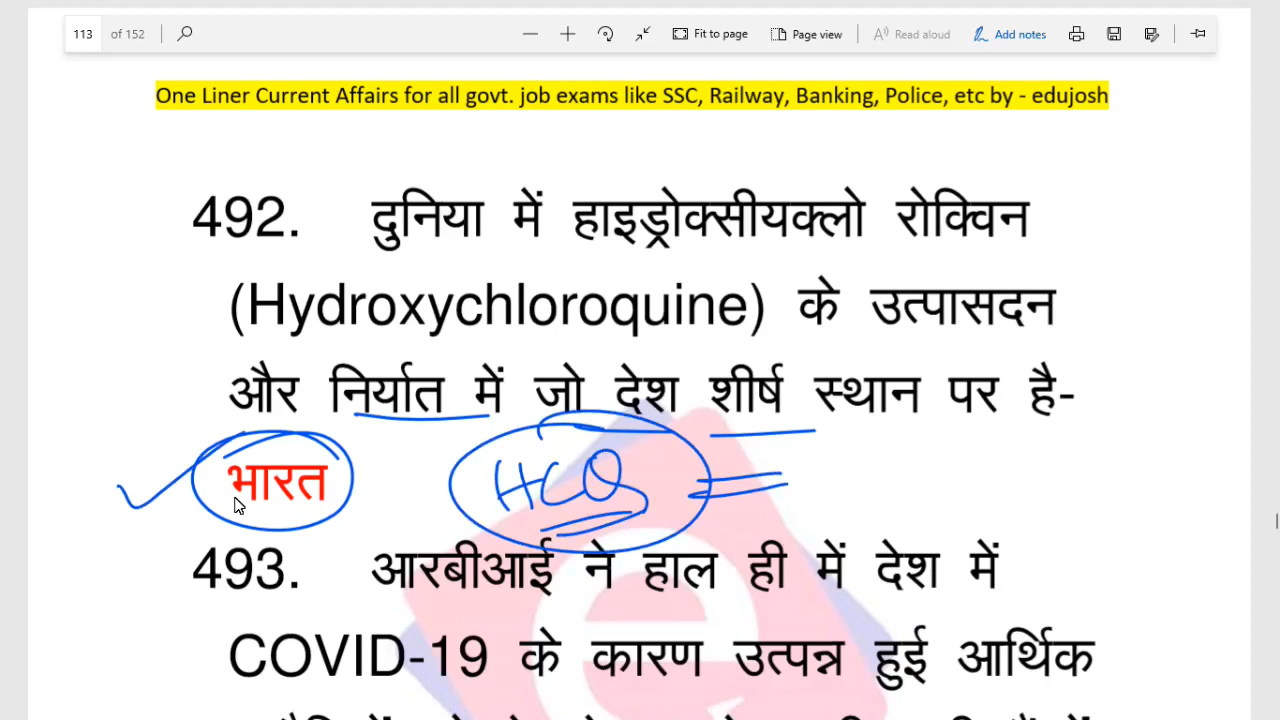 113 of 152 Fit to page Page view Read aloud Add notes
One Liner Current Affairs for all govt. job exams like SSC, Railway, Banking, Police, etc by - edujosh
492. दुनिया में हाइड्रोक्सीयक्लो रोक्विन
(Hydroxychloroquine) के उत्पासदन
और निर्यात में जो देश शीर्ष स्थान पर है-
भारत HCQ
493. आरबीआई ने हाल ही में देश में
COVID-19 के कारण उत्पन्न हुई आर्थिक